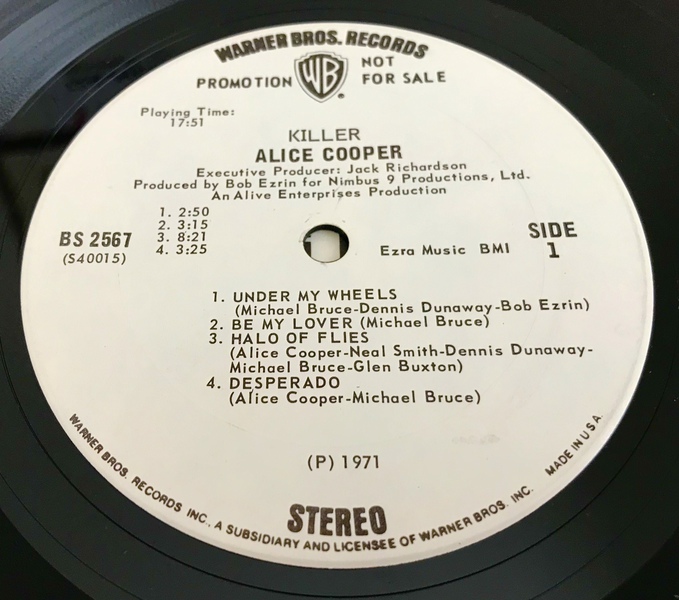 WARNER BROS. RECORDS
PROMOTION
WB
NOT
FOR SALE
Playing Time:
17:51
KILLER
ALICE COOPER
Executive Producer: Jack Richardson
Produced by Bob Ezrin for Nimbus 9 Productions, Ltd.
An Alive Enterprises Production
BS 2567
(S40015)
1. 2:50
2. 3:15
3. 8:21
4. 3:25
Ezra Music BMI
SIDE
1
1. UNDER MY WHEELS
(Michael Bruce-Dennis Dunaway-Bob Ezrin)
2. BE MY LOVER (Michael Bruce)
3. HALO OF FLIES
(Alice Cooper-Neal Smith-Dennis Dunaway-
Michael Bruce-Glen Buxton)
4. DESPERADO
(Alice Cooper-Michael Bruce)
(P) 1971
STEREO
WARNER BROS. RECORDS INC., A SUBSIDIARY AND LICENSEE OF WARNER BROS. INC. MADE IN U.S.A.